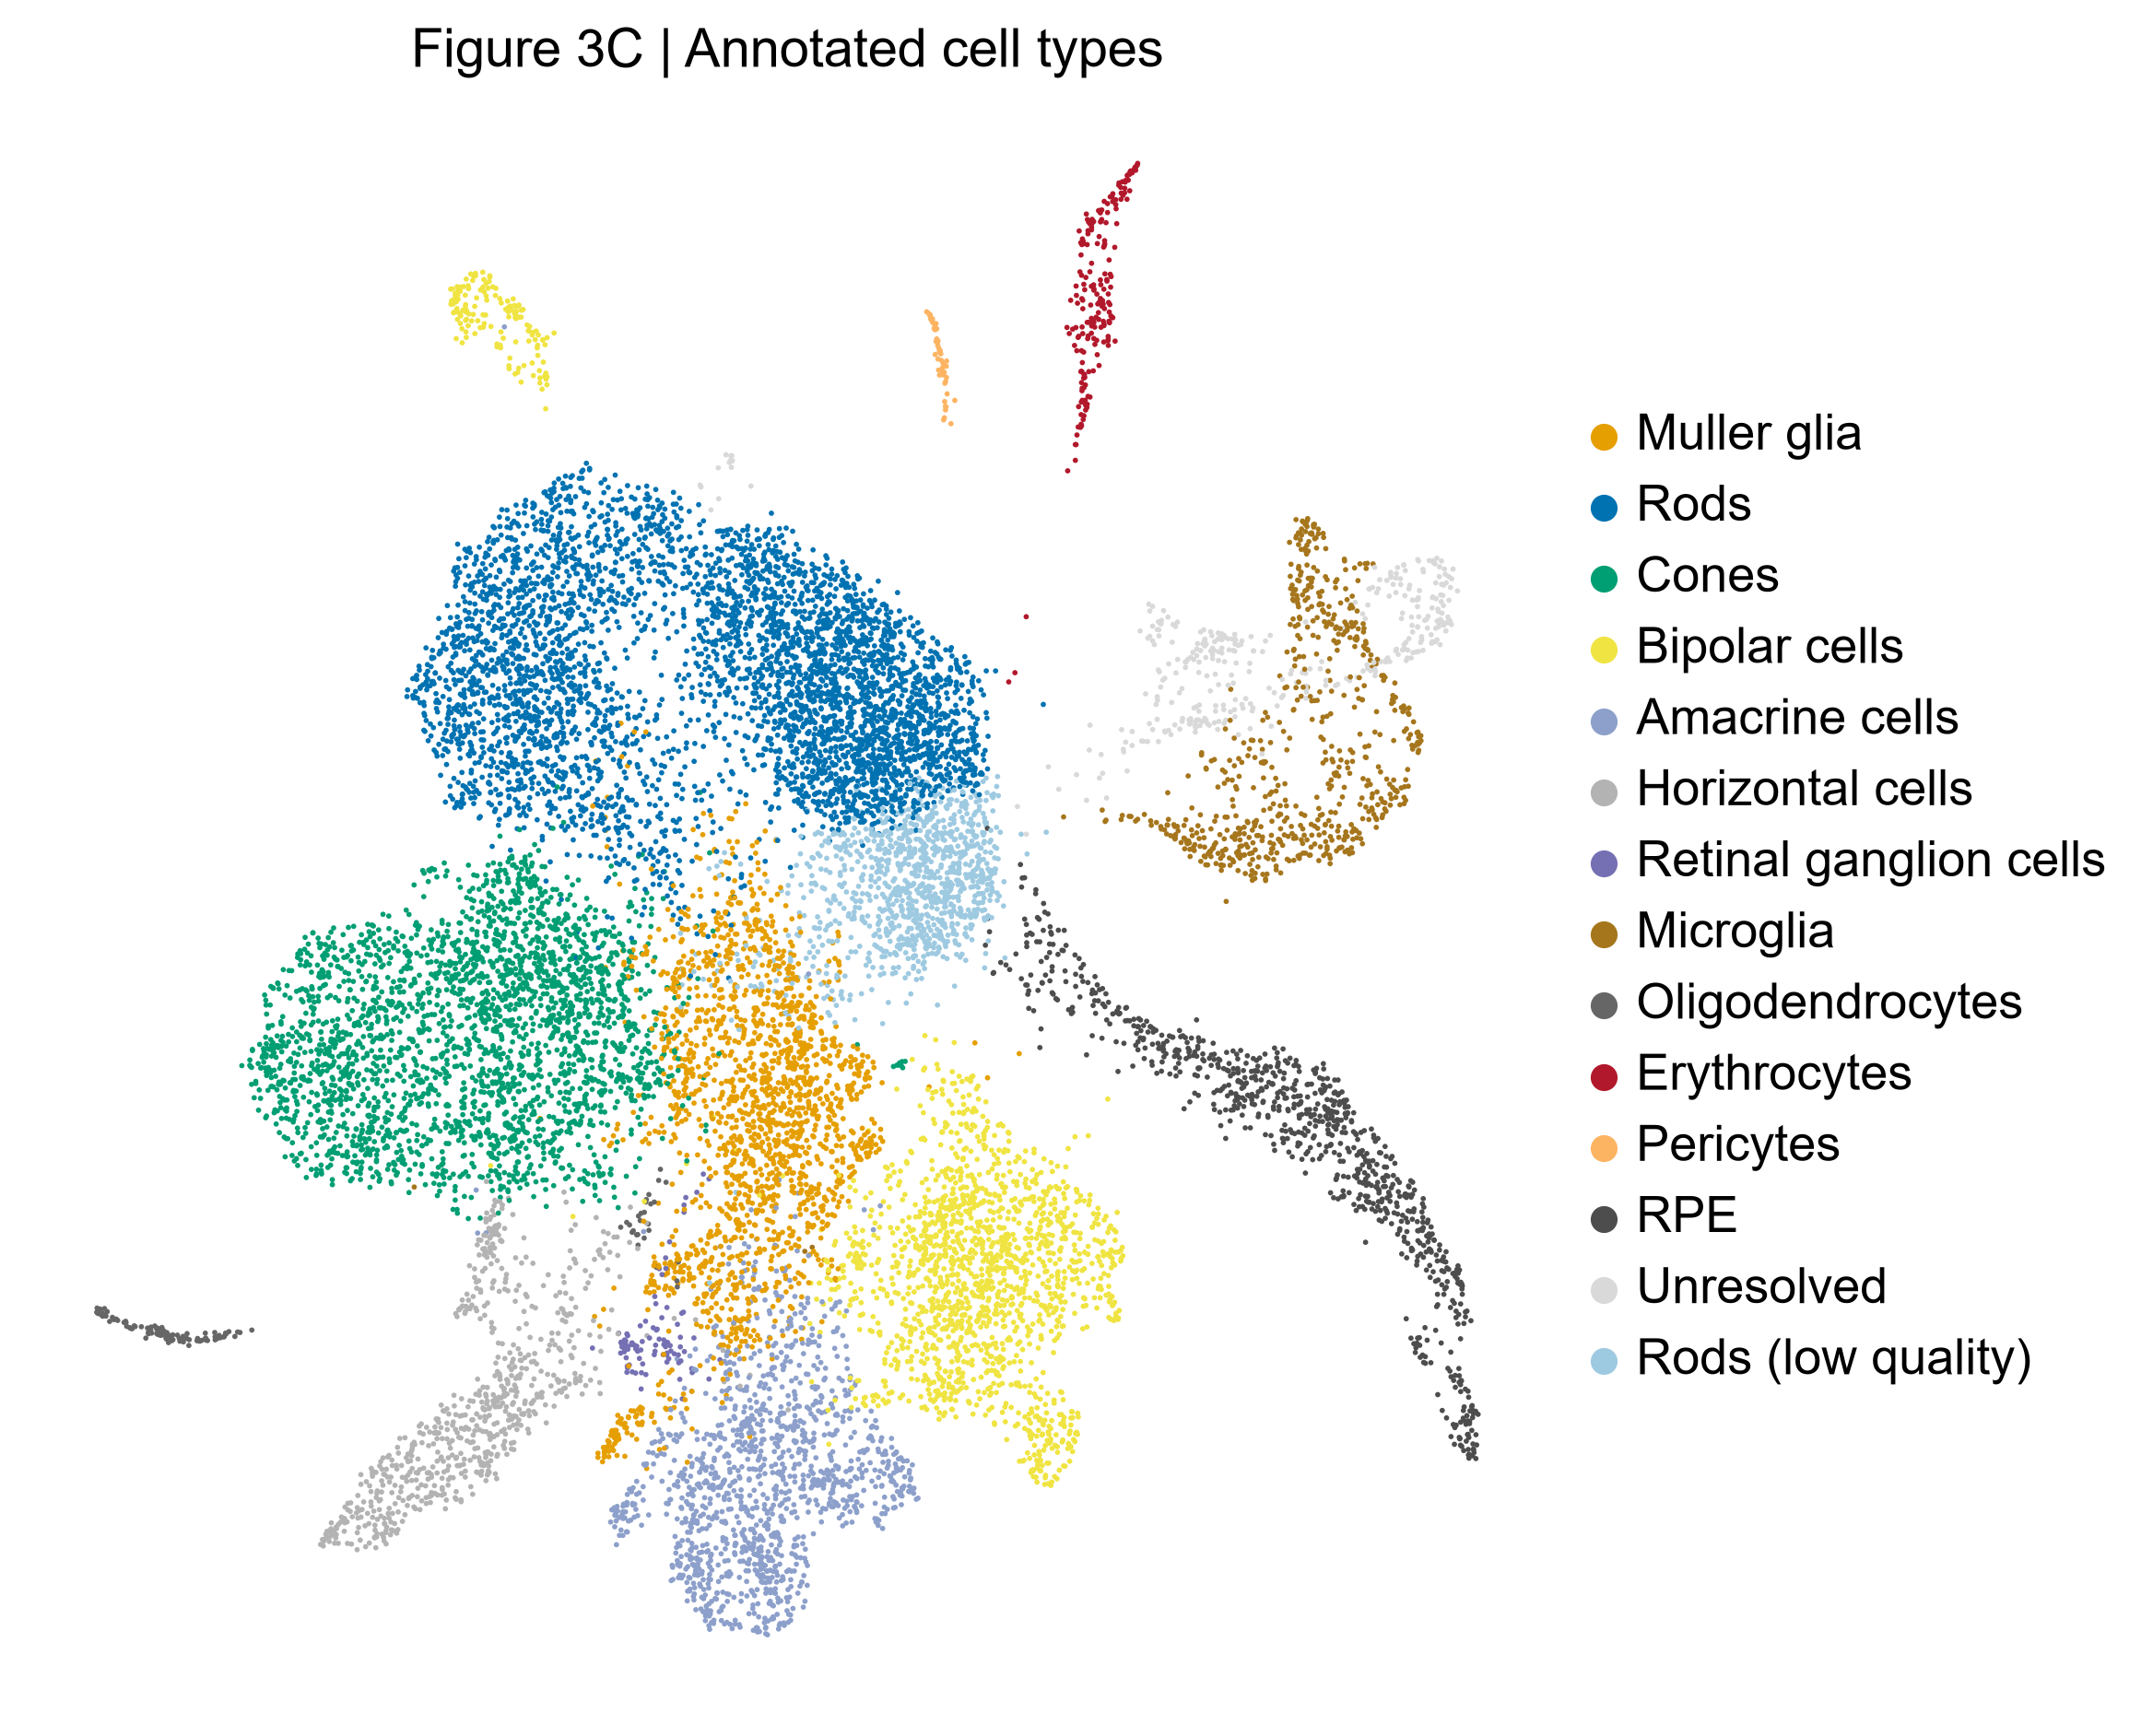 Figure 3C | Annotated cell types
Muller glia
Rods
Cones
Bipolar cells
Amacrine cells
Horizontal cells
Retinal ganglion cells
Microglia
Oligodendrocytes
Erythrocytes
Pericytes
RPE
Unresolved
Rods (low quality)